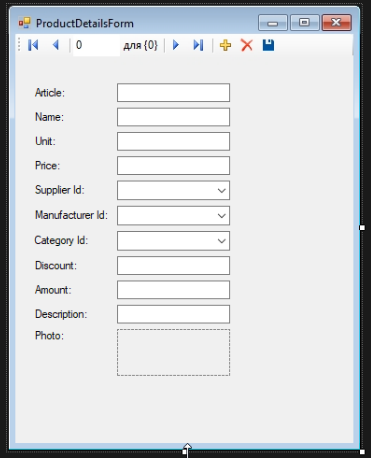 ProductDetailsForm
0 для {0}
Article:
Name:
Unit:
Price:
Supplier Id:
Manufacturer Id:
Category Id:
Discount:
Amount:
Description:
Photo: